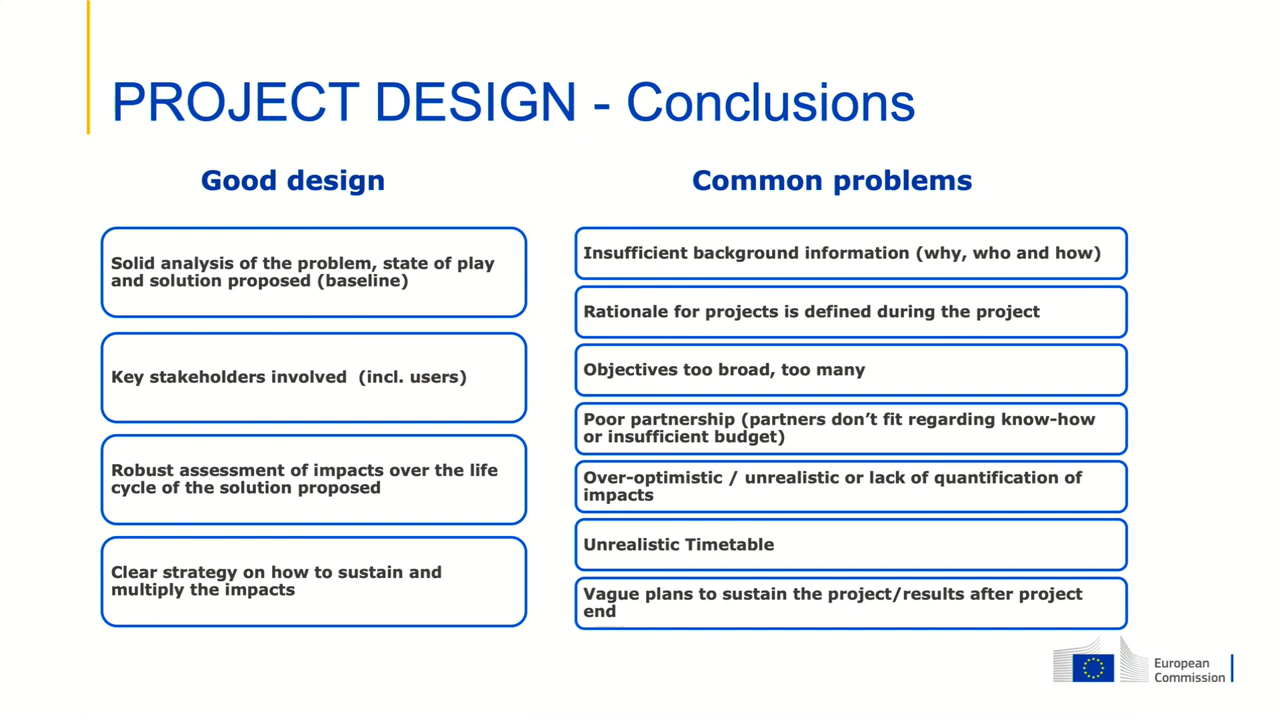 PROJECT DESIGN - Conclusions
Good design
Solid analysis of the problem, state of play
and solution proposed (baseline)
Key stakeholders involved  (incl. users)
Robust assessment of impacts over the life
cycle of the solution proposed
Clear strategy on how to sustain and
multiply the impacts
Common problems
Insufficient background information (why, who and how)
Rationale for projects is defined during the project
Objectives too broad, too many
Poor partnership (partners don’t fit regarding know-how
or insufficient budget)
Over-optimistic / unrealistic or lack of quantification of
impacts
Unrealistic Timetable
Vague plans to sustain the project/results after project
end
European
Commission